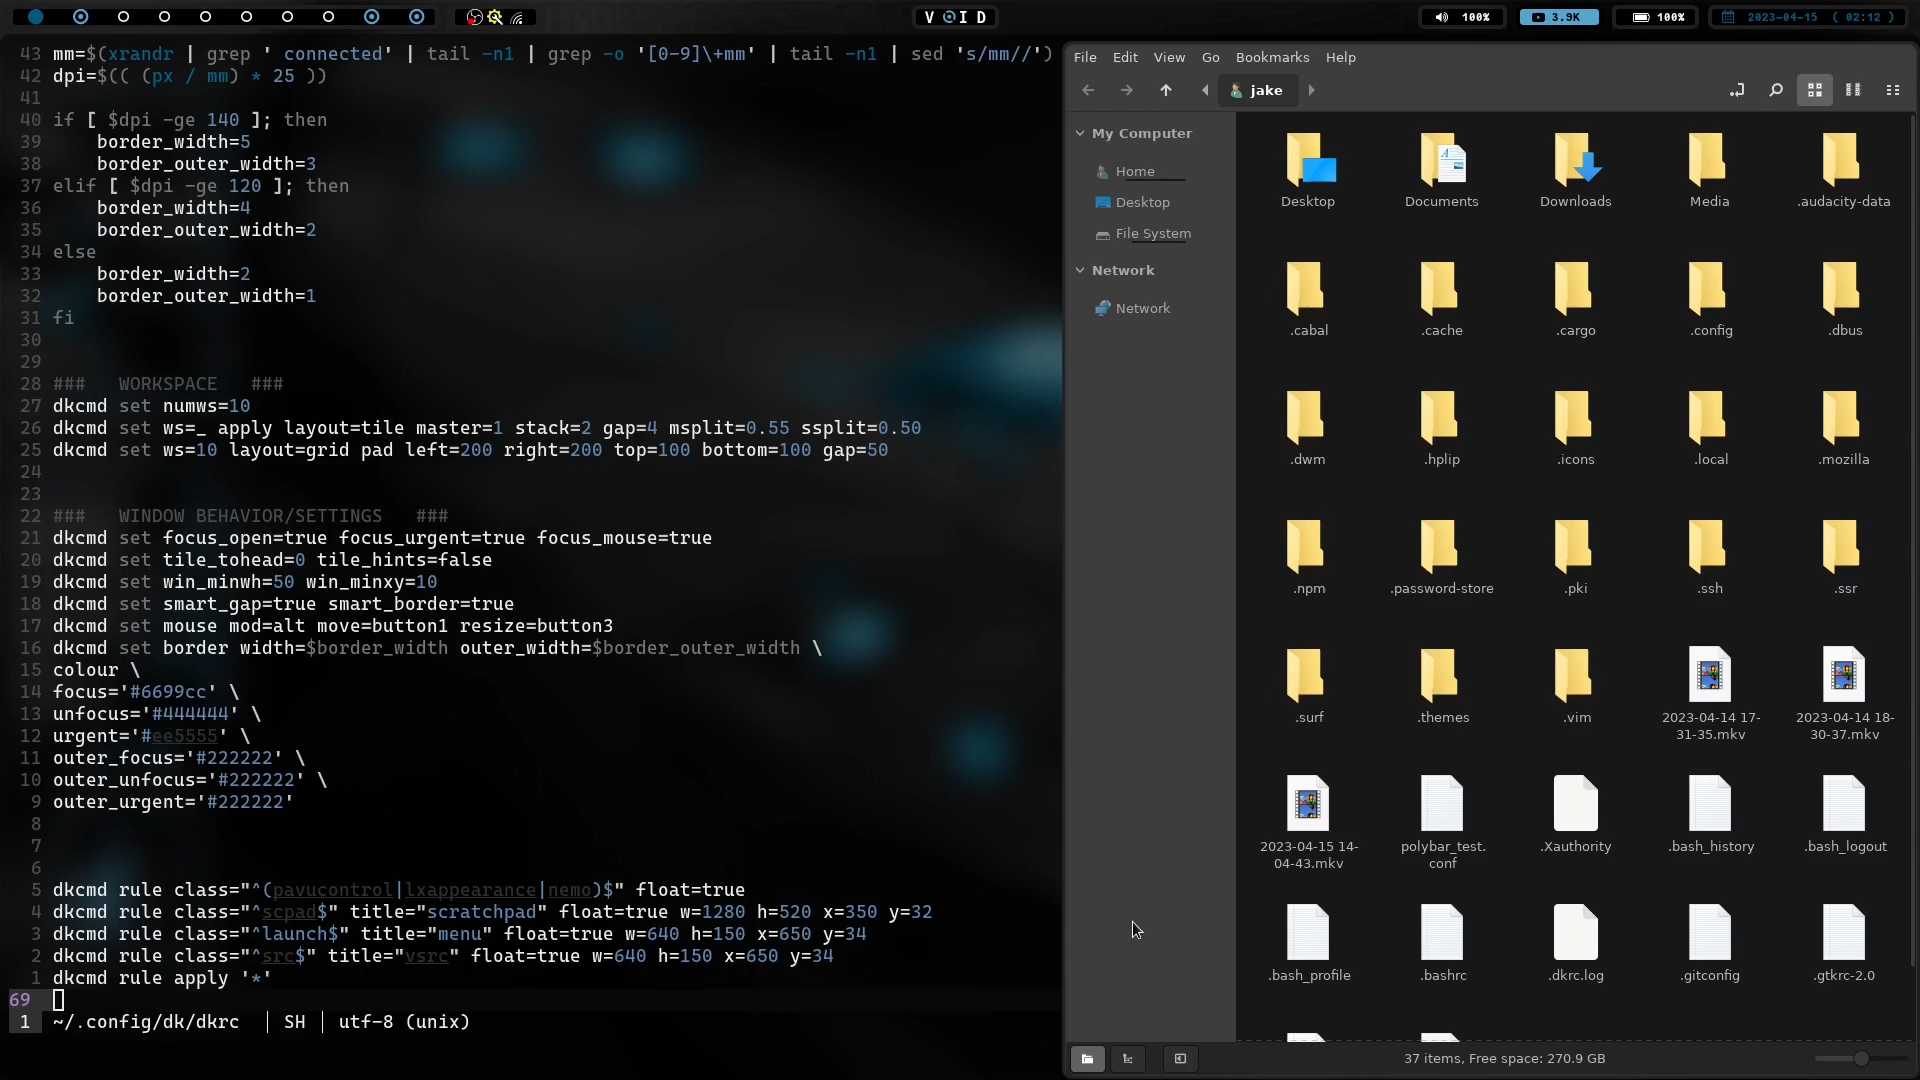 V O I D
100%
3.9K
100%
2023-04-15 ( 02:12 )
43 mm=$(xrandr | grep ' connected' | tail -n1 | grep -o '[0-9]\+mm' | tail -n1 | sed 's/mm//')
42 dpi=$(( (px / mm) * 25 ))
41
40 if [ $dpi -ge 140 ]; then
39 border_width=5
38 border_outer_width=3
37 elif [ $dpi -ge 120 ]; then
36 border_width=4
35 border_outer_width=2
34 else
33 border_width=2
32 border_outer_width=1
31 fi
30
29
28 ### WORKSPACE ###
27 dkcmd set numws=10
26 dkcmd set ws=_ apply layout=tile master=1 stack=2 gap=4 msplit=0.55 ssplit=0.50
25 dkcmd set ws=10 layout=grid pad left=200 right=200 top=100 bottom=100 gap=50
24
23
22 ### WINDOW BEHAVIOR/SETTINGS ###
21 dkcmd set focus_open=true focus_urgent=true focus_mouse=true
20 dkcmd set tile_tohead=0 tile_hints=false
19 dkcmd set win_minwh=50 win_minxy=10
18 dkcmd set smart_gap=true smart_border=true
17 dkcmd set mouse mod=alt move=button1 resize=button3
16 dkcmd set border width=$border_width outer_width=$border_outer_width \
15 colour \
14 focus='#6699cc' \
13 unfocus='#444444' \
12 urgent='#ee5555' \
11 outer_focus='#222222' \
10 outer_unfocus='#222222' \
9 outer_urgent='#222222'
8
7
6
5 dkcmd rule class="^(pavucontrol|lxappearance|nemo)$" float=true
4 dkcmd rule class="^scpad$" title="scratchpad" float=true w=1280 h=520 x=350 y=32
3 dkcmd rule class="^launch$" title="menu" float=true w=640 h=150 x=650 y=34
2 dkcmd rule class="^src$" title="vsrc" float=true w=640 h=150 x=650 y=34
1 dkcmd rule apply '*'
69
1 ~/.config/dk/dkrc | SH | utf-8 (unix)
File Edit View Go Bookmarks Help
jake
My Computer
Home
Desktop
File System
Network
Network
Desktop Documents Downloads Media .audacity-data
.cabal .cache .cargo .config .dbus
.dwm .hplip .icons .local .mozilla
.npm .password-store .pki .ssh .ssr
.surf .themes .vim 2023-04-14 17- 2023-04-14 18-
31-35.mkv 30-37.mkv
2023-04-15 14- polybar_test. .Xauthority .bash_history .bash_logout
04-43.mkv conf
.bash_profile .bashrc .dkrc.log .gitconfig .gtkrc-2.0
37 items, Free space: 270.9 GB